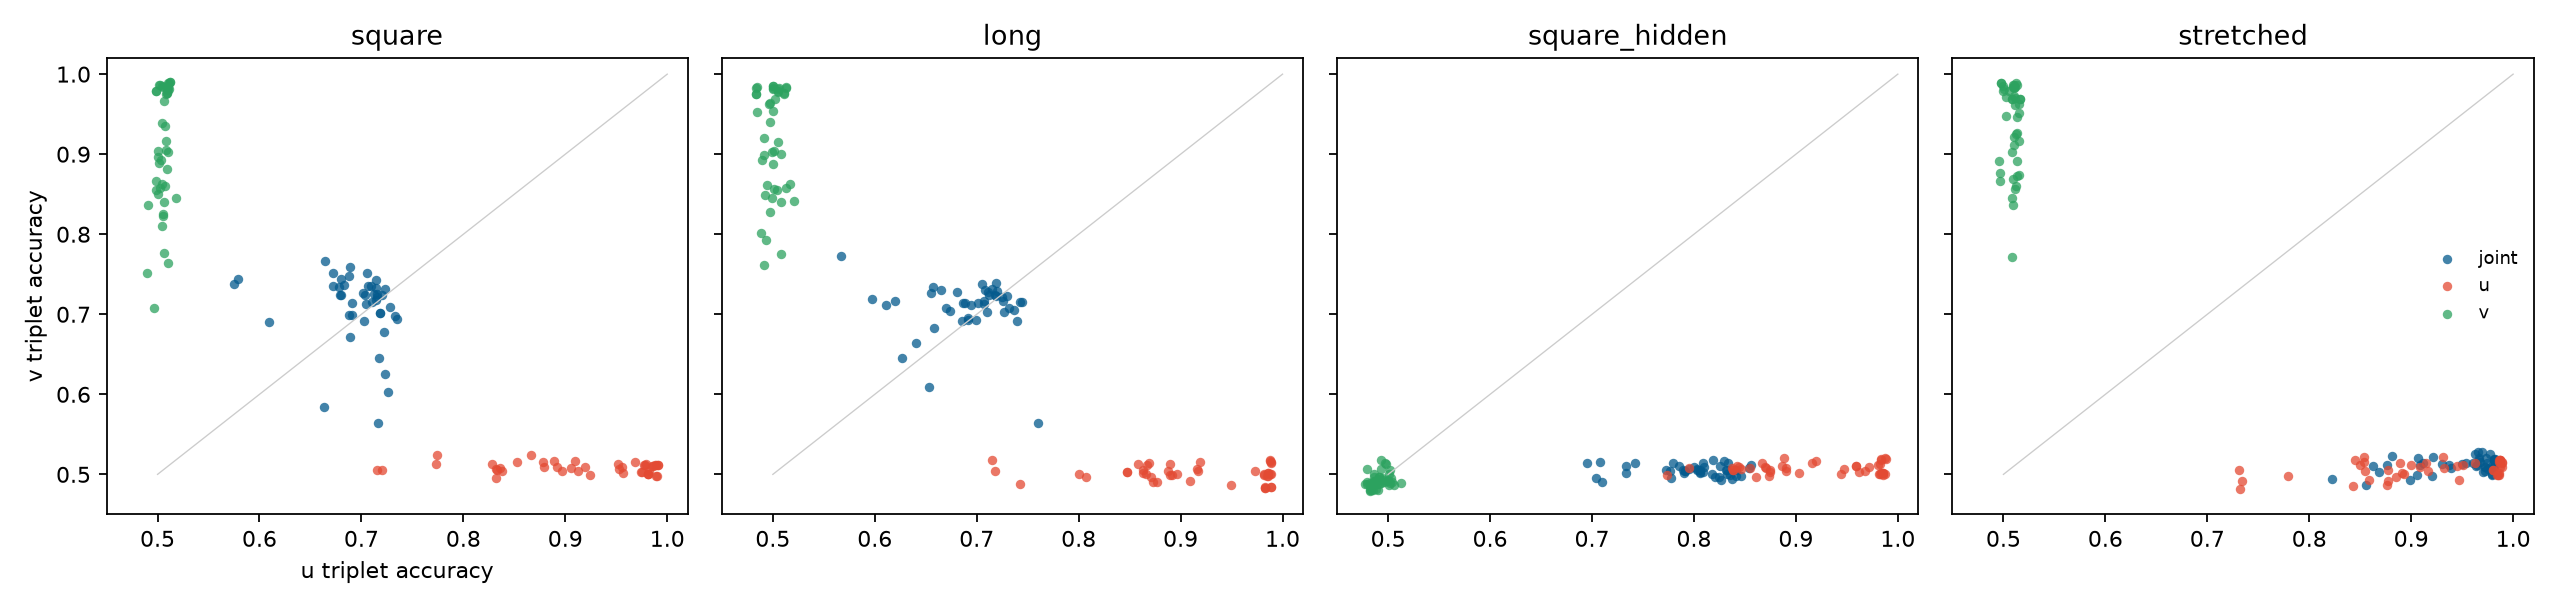 square
long
square_hidden
stretched
v triplet accuracy
1.0
0.9
0.8
0.7
0.6
0.5
0.5 0.6 0.7 0.8 0.9 1.0
0.5 0.6 0.7 0.8 0.9 1.0
0.5 0.6 0.7 0.8 0.9 1.0
0.5 0.6 0.7 0.8 0.9 1.0
u triplet accuracy
joint
u
v